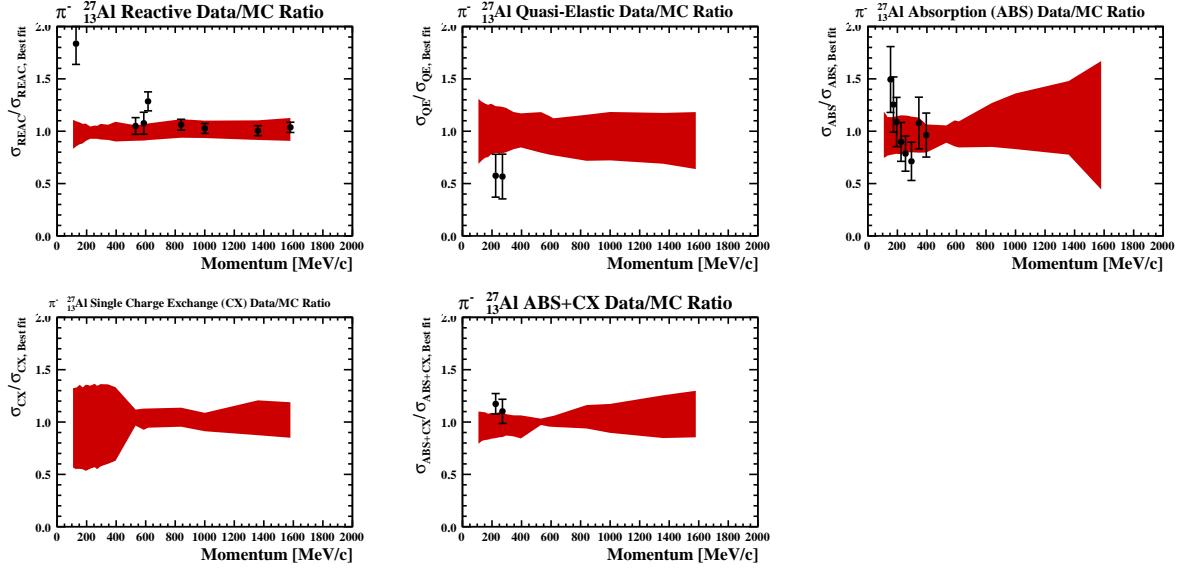 π⁻ ²⁷₁₃Al Reactive Data/MC Ratio
σREAC/σREAC, Best fit
2.0
1.5
1.0
0.5
0.0
0 200 400 600 800 1000 1200 1400 1600 1800 2000
Momentum [MeV/c]
π⁻ ²⁷₁₃Al Quasi-Elastic Data/MC Ratio
σQE/σQE, Best fit
2.0
1.5
1.0
0.5
0.0
0 200 400 600 800 1000 1200 1400 1600 1800 2000
Momentum [MeV/c]
π⁻ ²⁷₁₃Al Absorption (ABS) Data/MC Ratio
σABS/σABS, Best fit
2.0
1.5
1.0
0.5
0.0
0 200 400 600 800 1000 1200 1400 1600 1800 2000
Momentum [MeV/c]
π⁻ ²⁷₁₃Al Single Charge Exchange (CX) Data/MC Ratio
σCX/σCX, Best fit
2.0
1.5
1.0
0.5
0.0
0 200 400 600 800 1000 1200 1400 1600 1800 2000
Momentum [MeV/c]
π⁻ ²⁷₁₃Al ABS+CX Data/MC Ratio
σABS+CX/σABS+CX, Best fit
2.0
1.5
1.0
0.5
0.0
0 200 400 600 800 1000 1200 1400 1600 1800 2000
Momentum [MeV/c]